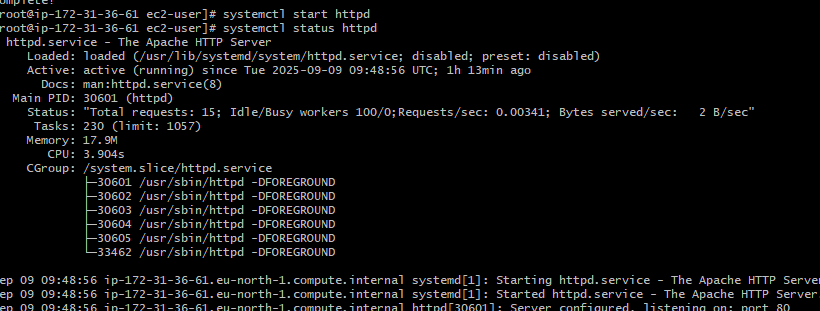 omplete!
root@ip-172-31-36-61 ec2-user]# systemctl start httpd
root@ip-172-31-36-61 ec2-user]# systemctl status httpd
httpd.service - The Apache HTTP Server
Loaded: loaded (/usr/lib/systemd/system/httpd.service; disabled; preset: disabled)
Active: active (running) since Tue 2025-09-09 09:48:56 UTC; 1h 13min ago
Docs: man:httpd.service(8)
Main PID: 30601 (httpd)
Status: "Total requests: 15; Idle/Busy workers 100/0;Requests/sec: 0.00341; Bytes served/sec:   2 B/sec"
Tasks: 230 (limit: 1057)
Memory: 17.9M
CPU: 3.904s
CGroup: /system.slice/httpd.service
├─30601 /usr/sbin/httpd -DFOREGROUND
├─30602 /usr/sbin/httpd -DFOREGROUND
├─30603 /usr/sbin/httpd -DFOREGROUND
├─30604 /usr/sbin/httpd -DFOREGROUND
├─30605 /usr/sbin/httpd -DFOREGROUND
└─33462 /usr/sbin/httpd -DFOREGROUND
ep 09 09:48:56 ip-172-31-36-61.eu-north-1.compute.internal systemd[1]: Starting httpd.service - The Apache HTTP Server
ep 09 09:48:56 ip-172-31-36-61.eu-north-1.compute.internal systemd[1]: Started httpd.service - The Apache HTTP Server.
ep 09 09:48:56 ip-172-31-36-61.eu-north-1.compute.internal httpd[30601]: Server configured, listening on: port 80